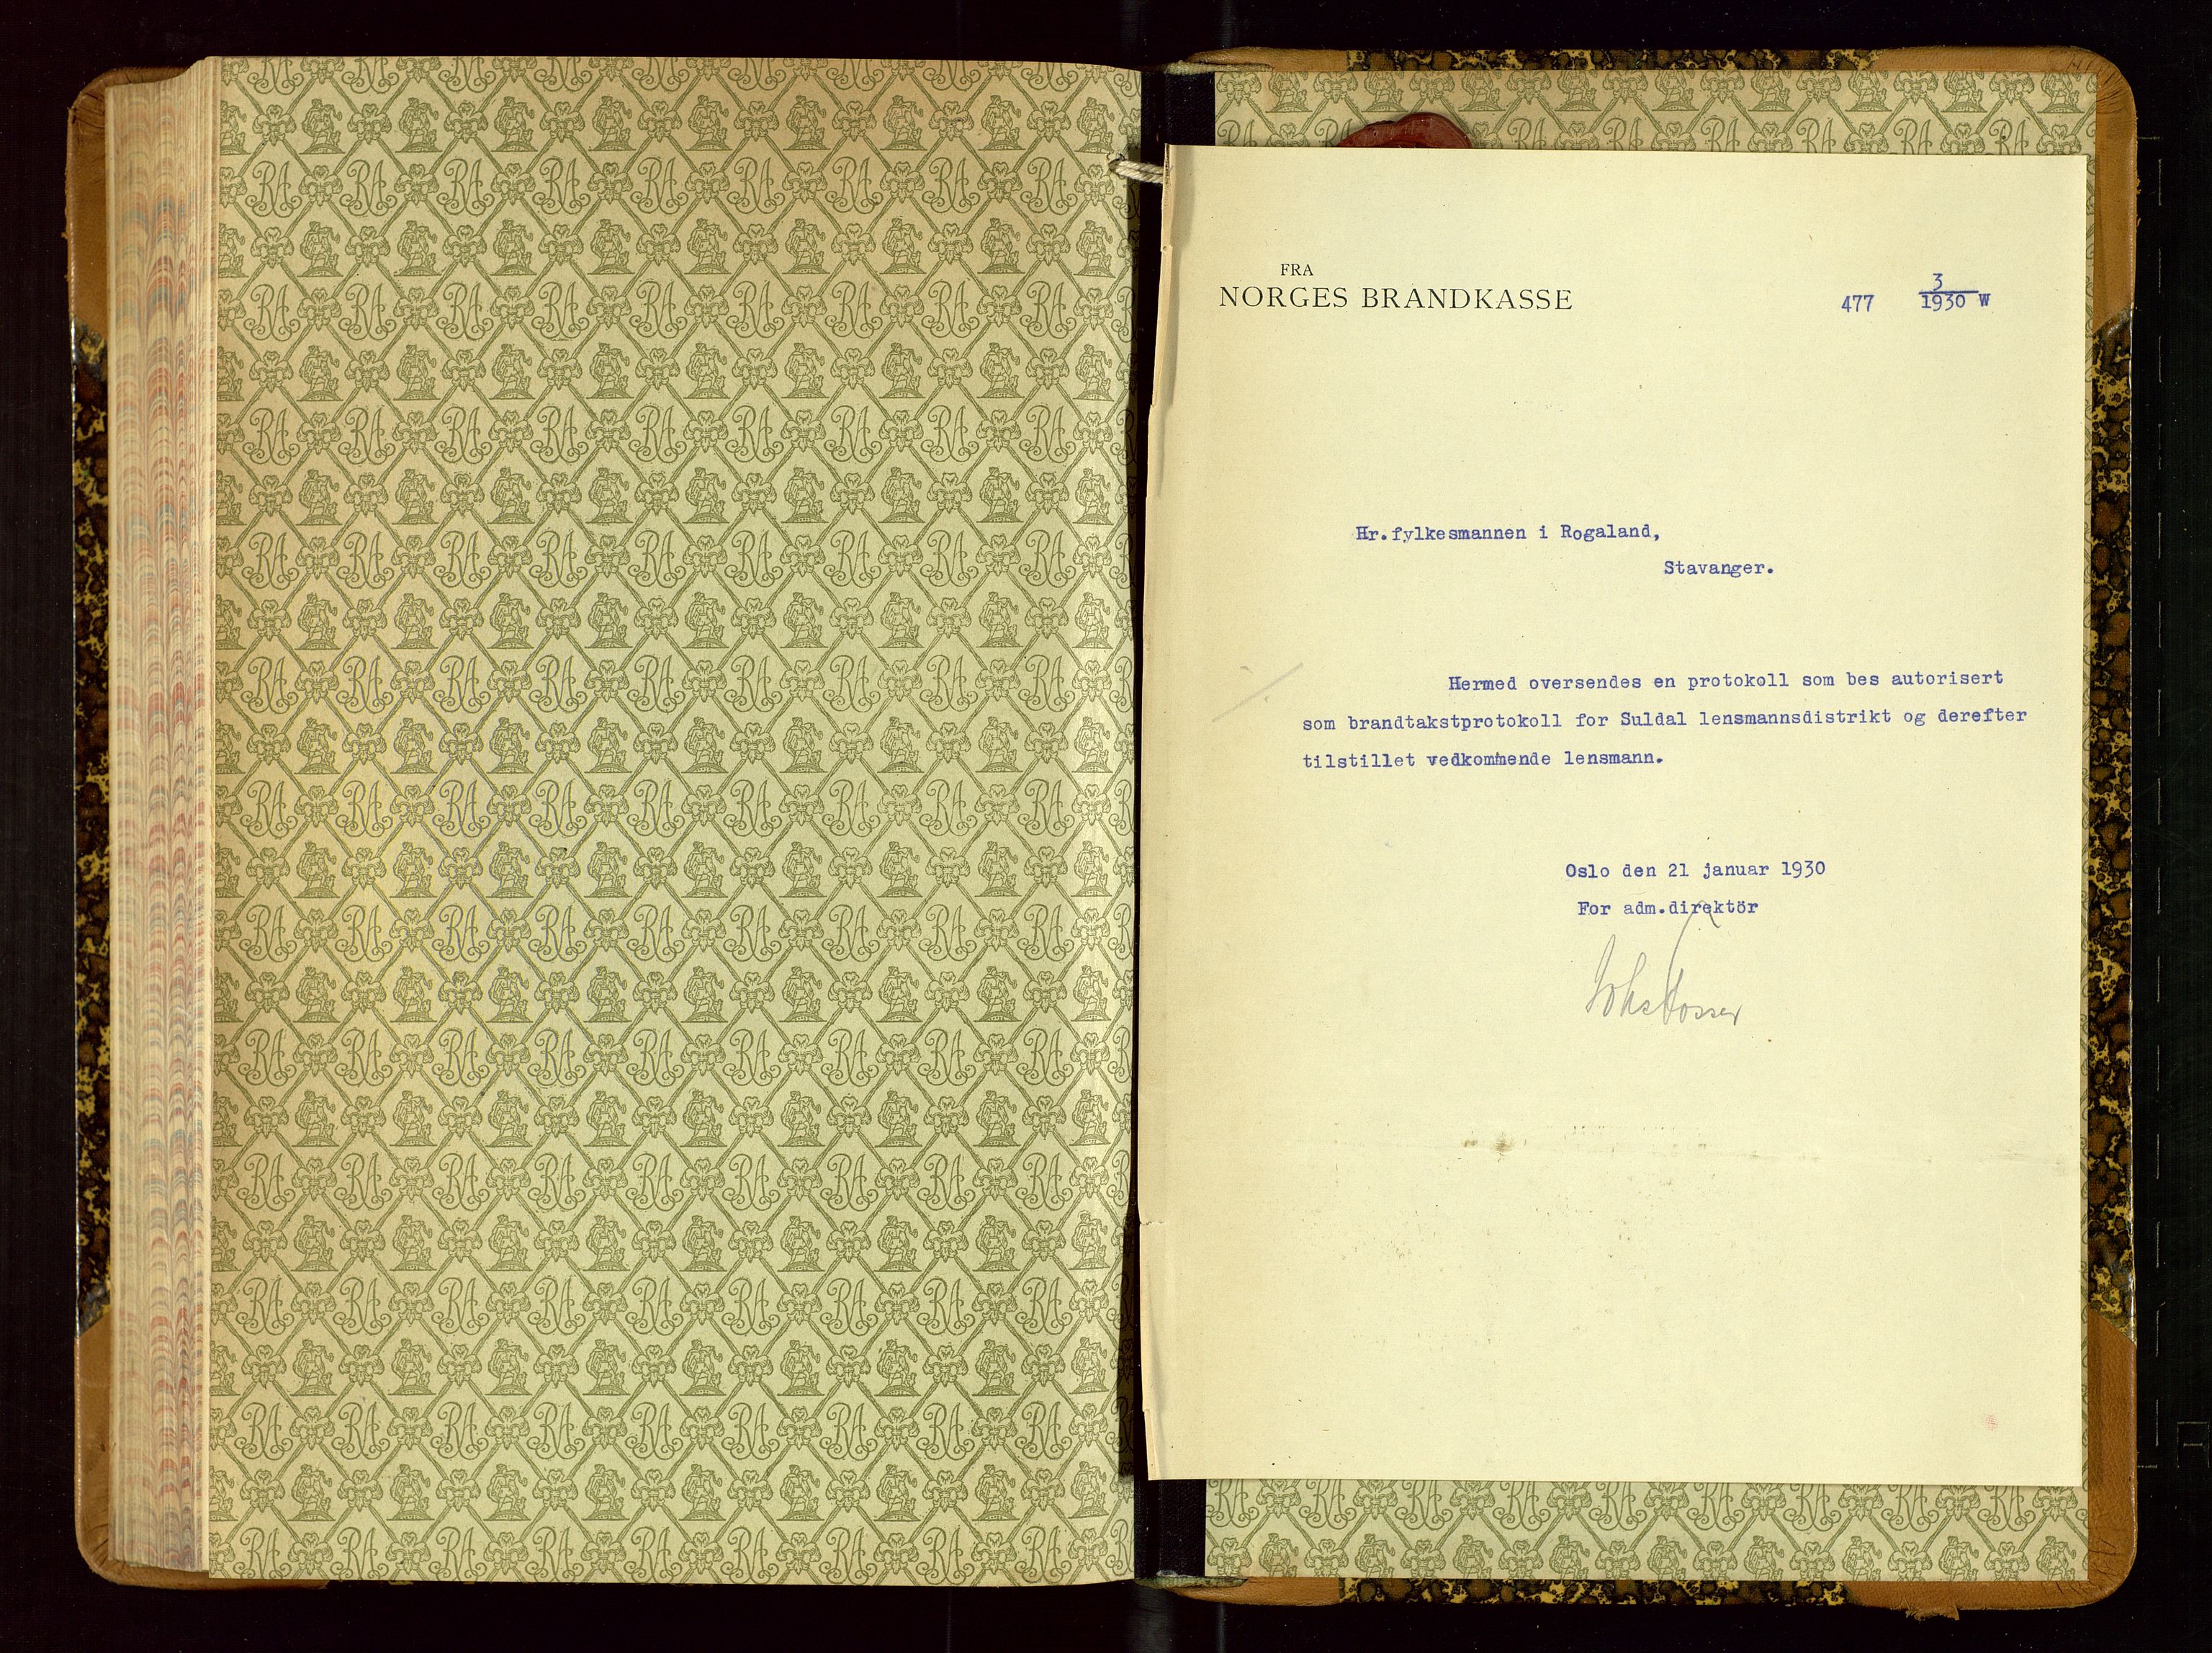 FRA
NORGES BRANDKASSE
477 3/1930 W
Hr.fylkesmannen i Rogaland,
Stavanger.
Hermed oversendes en protokoll som bes autorisert
som brandtakstprotokoll for Suldal lensmannsdistrikt og derefter
tilstillet vedkommende lensmann.
Oslo den 21 januar 1930
For adm.direktör